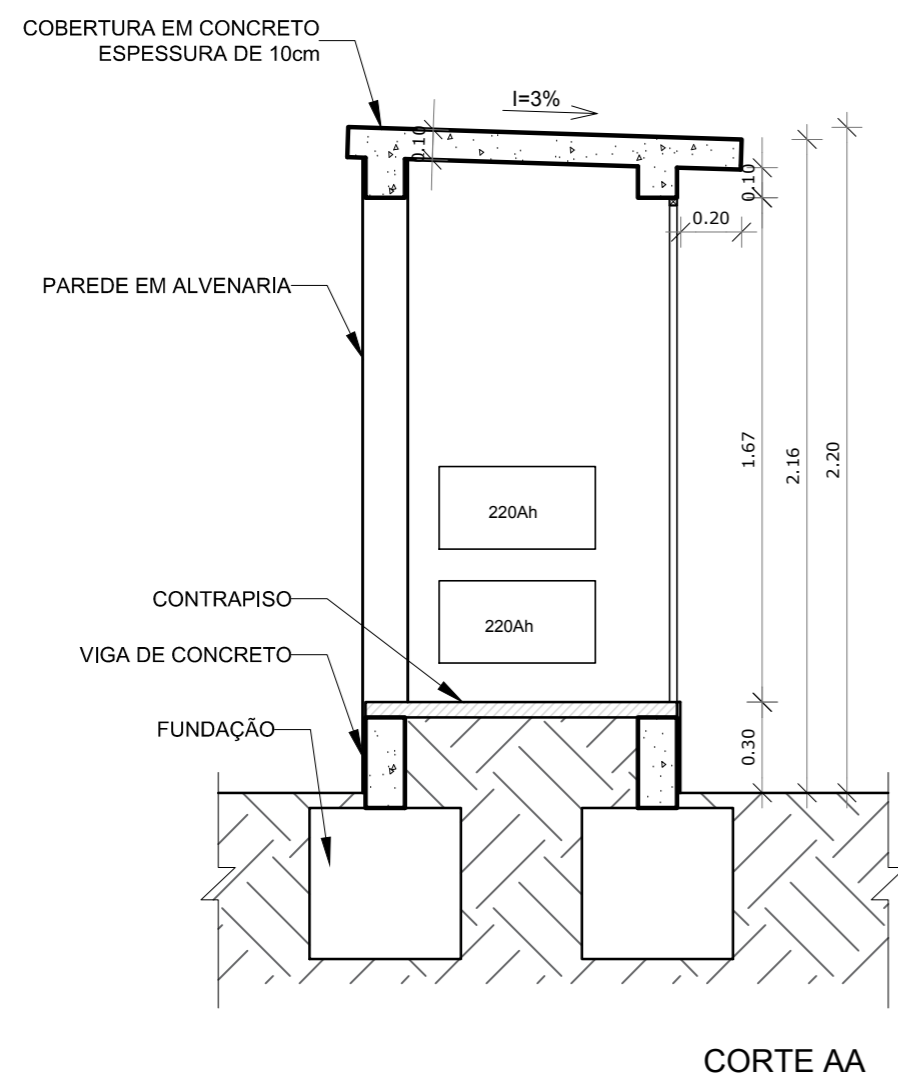 COBERTURA EM CONCRETO
ESPESSURA DE 10cm
I=3%
0.10
0.10
0.20
PAREDE EM ALVENARIA
1.67
2.16
2.20
220Ah
220Ah
CONTRAPISO
VIGA DE CONCRETO
FUNDAÇÃO
0.30
CORTE AA